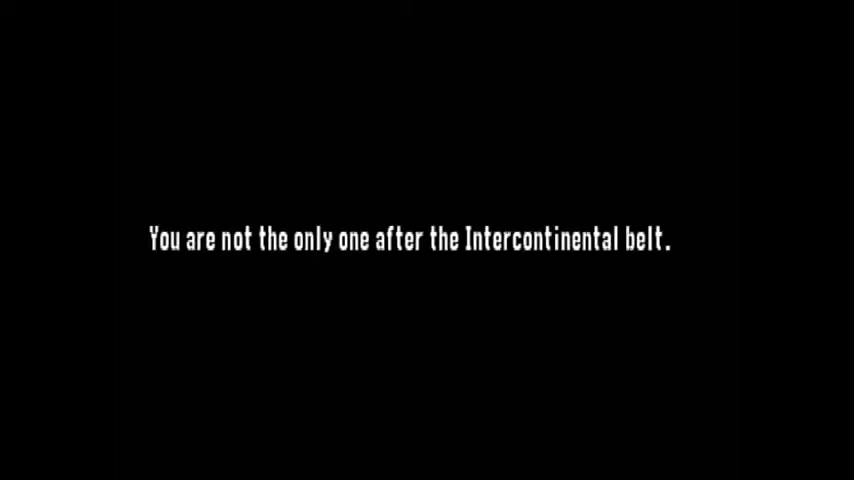 You are not the only one after the Intercontinental belt.